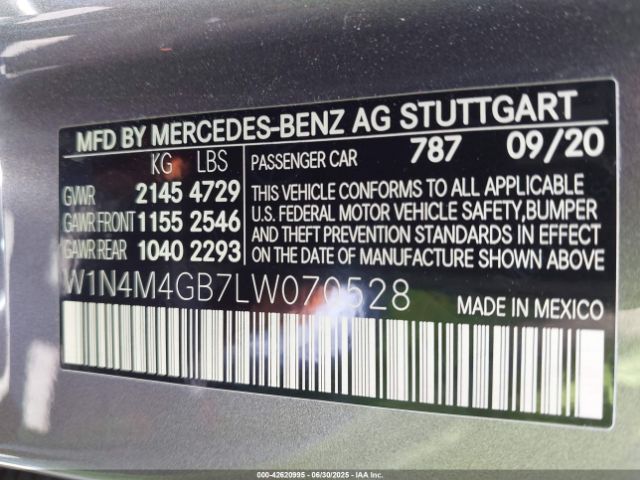 MFD BY MERCEDES-BENZ AG STUTTGART
KG LBS
PASSENGER CAR 787 09/20
GVWR 2145 4729
GAWR FRONT 1155 2546
GAWR REAR 1040 2293
THIS VEHICLE CONFORMS TO ALL APPLICABLE
U.S. FEDERAL MOTOR VEHICLE SAFETY,BUMPER
AND THEFT PREVENTION STANDARDS IN EFFECT
ON THE DATE OF MANUFACTURE SHOWN ABOVE.
W1N4M4GB7LW070528
MADE IN MEXICO
000-42620995 • 06/30/2025 • IAAI Inc.